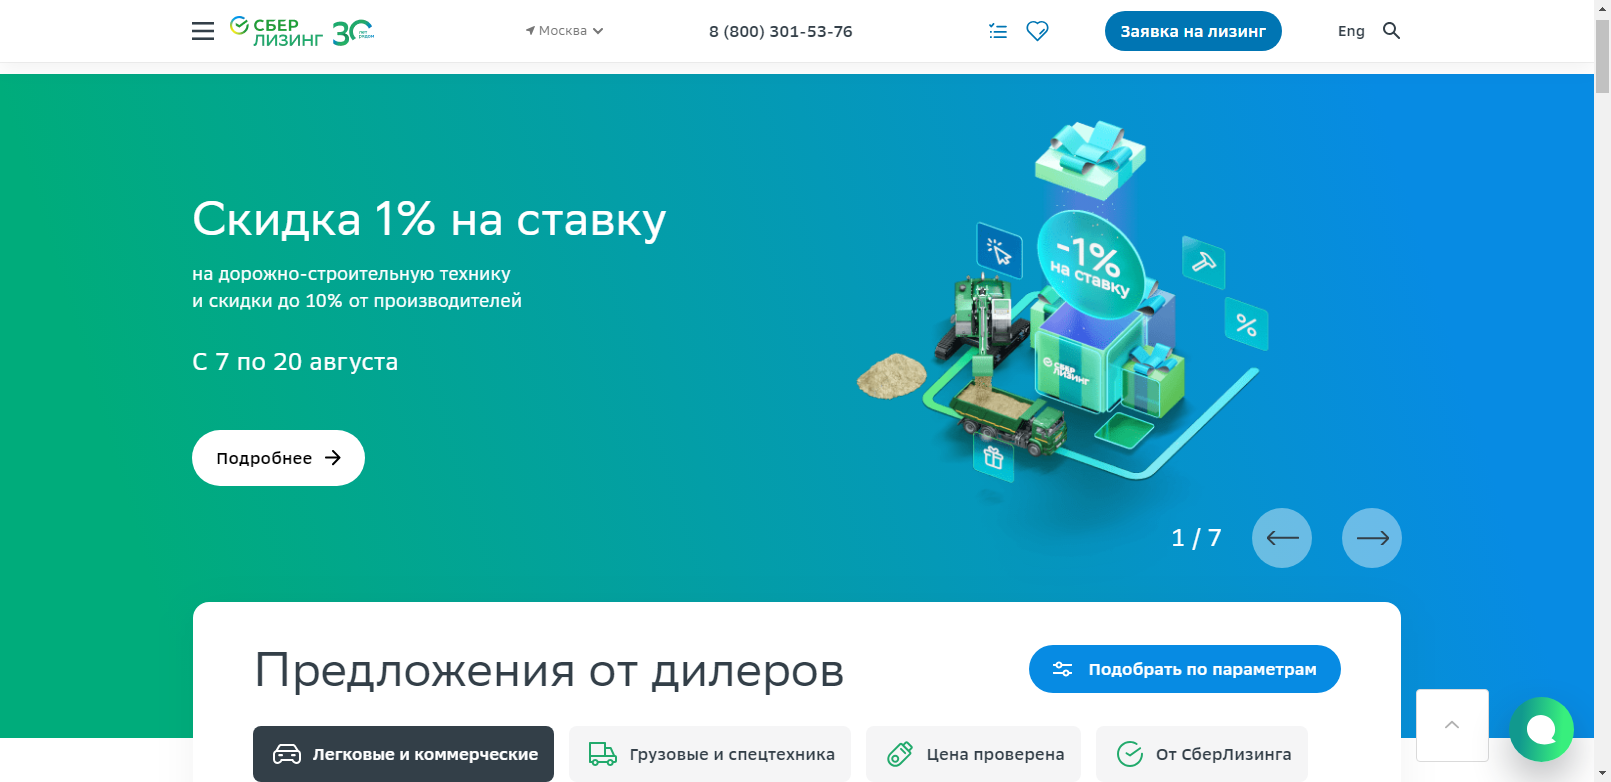 СБЕР
ЛИЗИНГ
30
лет
рядом
Москва
8 (800) 301-53-76
Заявка на лизинг
Eng
Скидка 1% на ставку
на дорожно-строительную технику
и скидки до 10% от производителей
С 7 по 20 августа
Подробнее
-1%
на ставку
%
СБЕР
ЛИЗИНГ
1 / 7
Предложения от дилеров
Подобрать по параметрам
Легковые и коммерческие
Грузовые и спецтехника
Цена проверена
От СберЛизинга